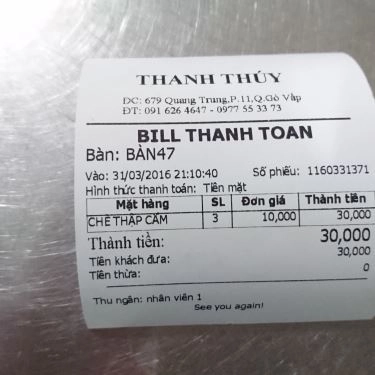 THANH THÚY
ĐC: 679 Quang Trung,P.11,Q.Gò Vấp
ĐT: 091 626 4647 - 0977 55 33 73
BILL THANH TOAN
Bàn: BÀN47
Vào: 31/03/2016 21:10:40 Số phiếu: 1160331371
Hình thức thanh toán: Tiền mặt
Mặt hàng SL Đơn giá Thành tiền
CHÈ THẬP CẨM 3 10,000 30,000
Thành tiền: 30,000
Tiền khách đưa: 30,000
Tiền thừa: 0
Thu ngân: nhân viên 1
See you again!